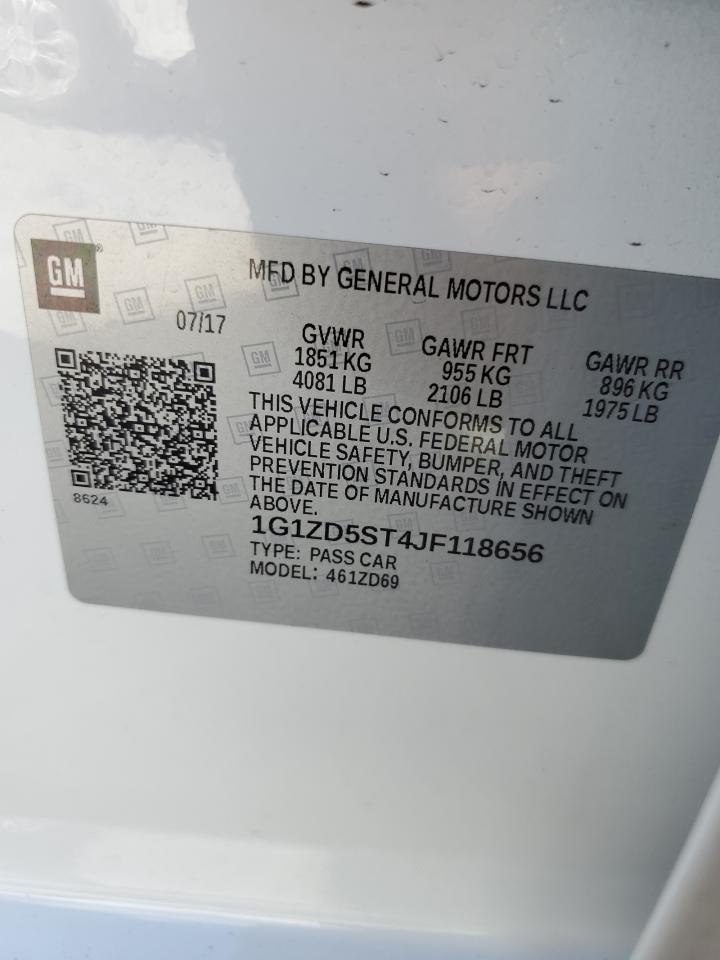 GM
MFD BY GENERAL MOTORS LLC
07/17
GVWR GAWR FRT GAWR RR
1851 KG 955 KG 896 KG
4081 LB 2106 LB 1975 LB
THIS VEHICLE CONFORMS TO ALL
APPLICABLE U.S. FEDERAL MOTOR
VEHICLE SAFETY, BUMPER, AND THEFT
PREVENTION STANDARDS IN EFFECT ON
THE DATE OF MANUFACTURE SHOWN
ABOVE.
8624
1G1ZD5ST4JF118656
TYPE: PASS CAR
MODEL: 461ZD69